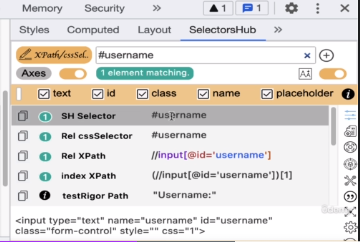 Memory Security » 1 1
Styles Computed Layout SelectorsHub »
XPath/cssSel. #username
Axes 1 element matching.
text id class name placeholder
1 SH Selector #username
1 Rel cssSelector #username
1 Rel XPath //input[@id='username']
1 index XPath (//input[@id='username'])[1]
testRigor Path "Username:"
<input type="text" name="username" id="username"
class="form-control" style="" css="1">